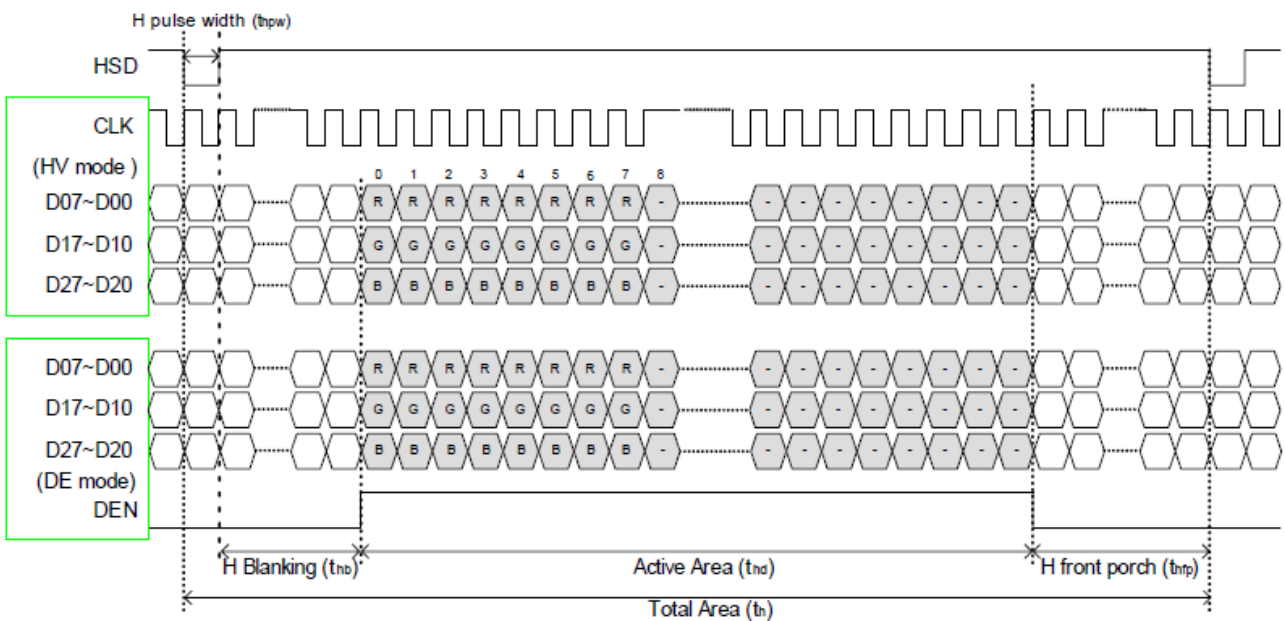 H pulse width (thpw)
HSD
CLK
(HV mode )
0 1 2 3 4 5 6 7 8
D07~D00 R R R R R R R R - - - - - - - - -
D17~D10 G G G G G G G G - - - - - - - - -
D27~D20 B B B B B B B B - - - - - - - - -
D07~D00 R R R R R R R R - - - - - - - - -
D17~D10 G G G G G G G G - - - - - - - - -
D27~D20 B B B B B B B B - - - - - - - - -
(DE mode)
DEN
H Blanking (thb) Active Area (thd) H front porch (thfp)
Total Area (th)